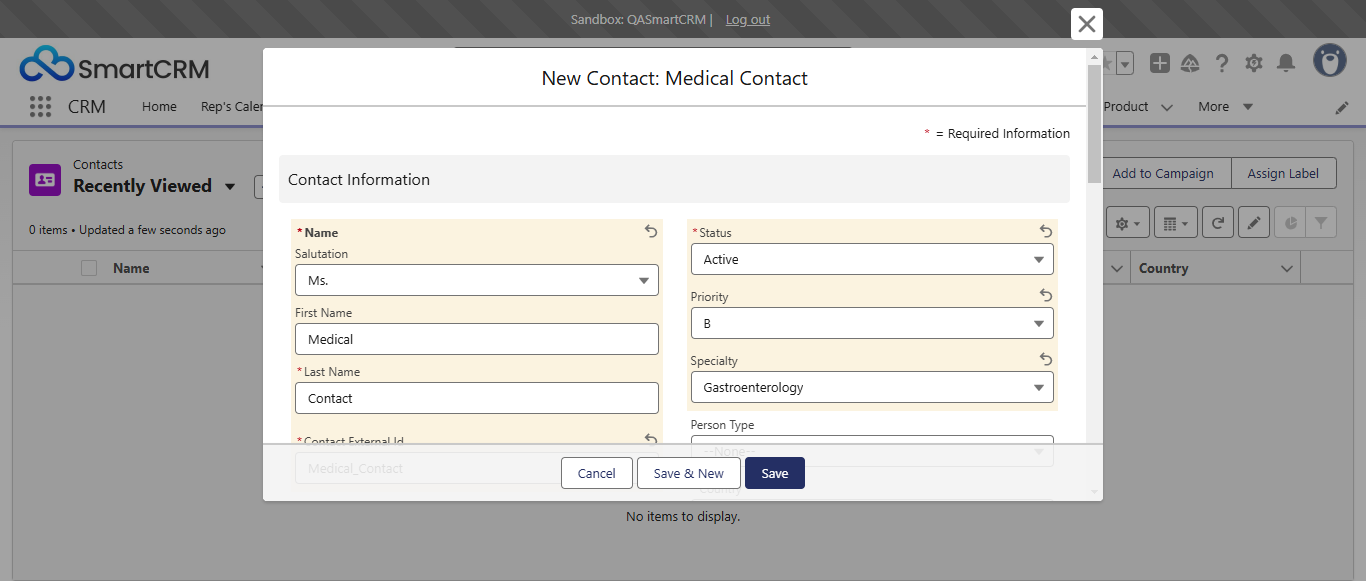 Sandbox: QASmartCRM | Log out
SmartCRM
CRM Home Rep's Caler Product More
Contacts
Recently Viewed
Add to Campaign Assign Label
0 items • Updated a few seconds ago
Name Country
New Contact: Medical Contact
* = Required Information
Contact Information
* Name
Salutation
Ms.
First Name
Medical
* Last Name
Contact
* Contact External Id
Medical_Contact
* Status
Active
Priority
B
Specialty
Gastroenterology
Person Type
--None--
Country
Cancel Save & New Save
No items to display.